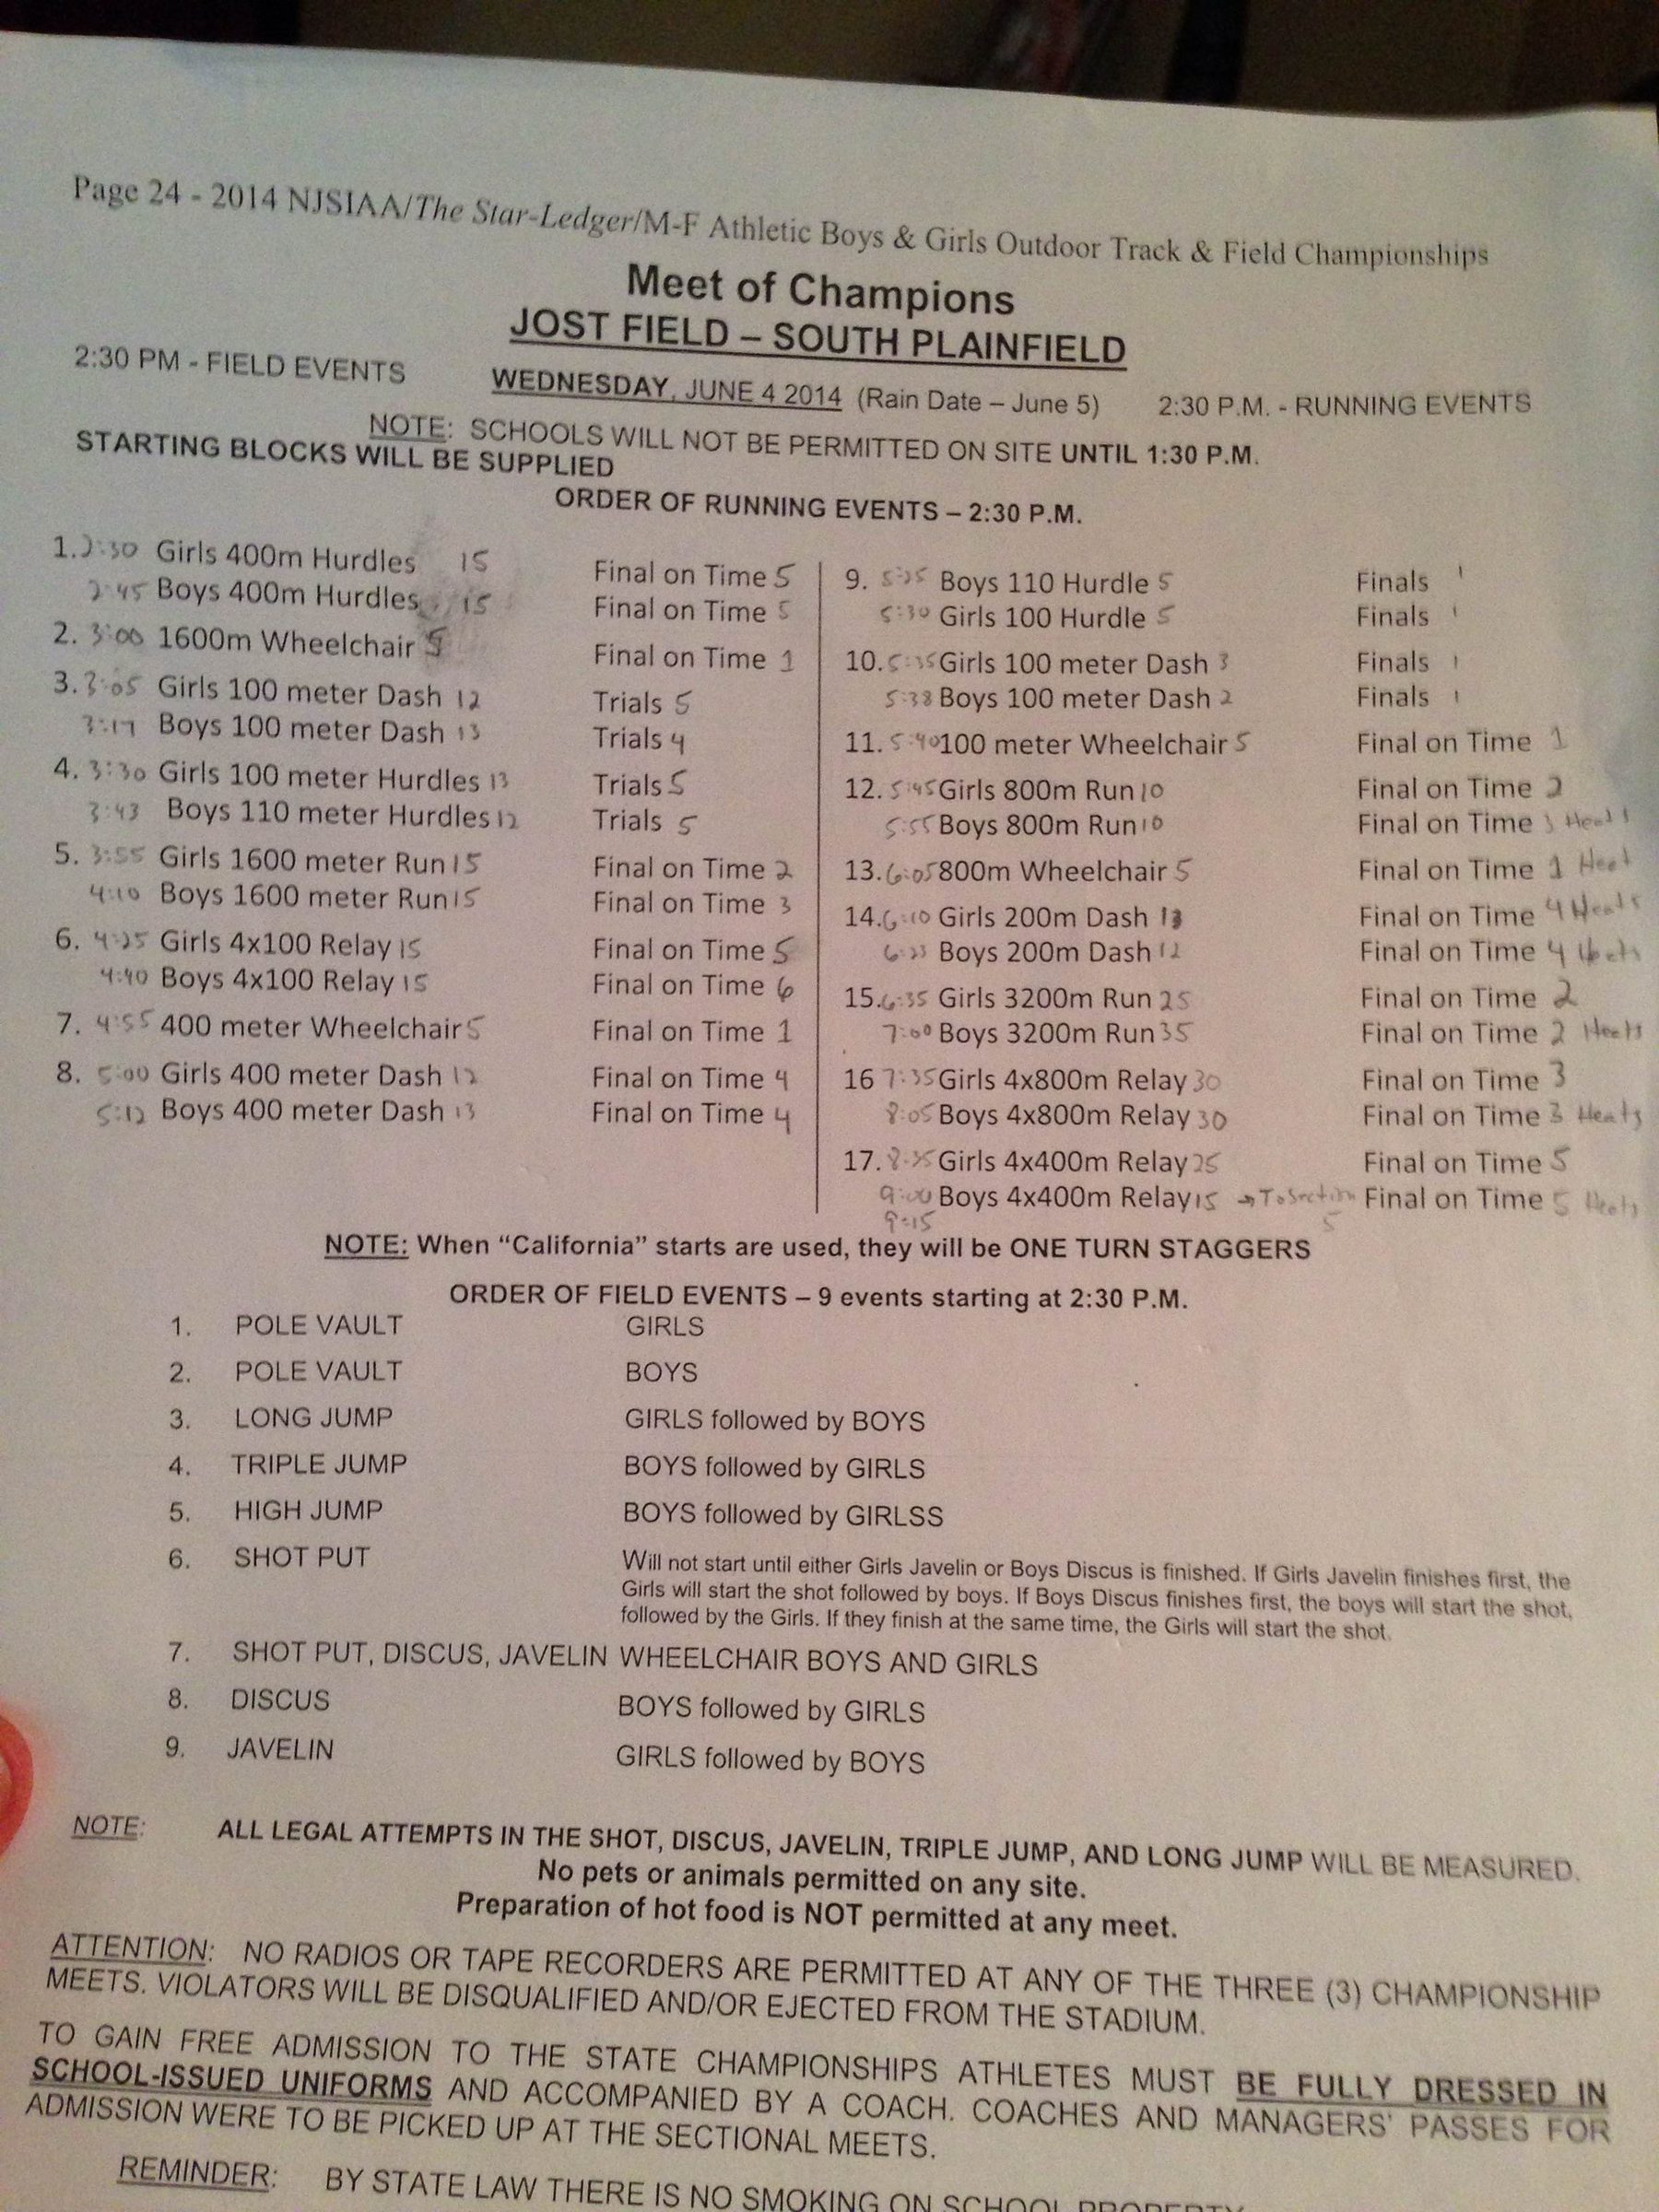 Page 24 - 2014 NJSIAA/The Star-Ledger/M-F Athletic Boys & Girls Outdoor Track & Field Championships
Meet of Champions
JOST FIELD – SOUTH PLAINFIELD
2:30 PM - FIELD EVENTS WEDNESDAY, JUNE 4 2014 (Rain Date – June 5) 2:30 P.M. - RUNNING EVENTS
NOTE: SCHOOLS WILL NOT BE PERMITTED ON SITE UNTIL 1:30 P.M.
STARTING BLOCKS WILL BE SUPPLIED
ORDER OF RUNNING EVENTS – 2:30 P.M.
1. 2:30 Girls 400m Hurdles 15 Final on Time 5
2:45 Boys 400m Hurdles 15 Final on Time 5
2. 3:00 1600m Wheelchair 5 Final on Time 1
3. 3:05 Girls 100 meter Dash 12 Trials 5
3:17 Boys 100 meter Dash 13 Trials 4
4. 3:30 Girls 100 meter Hurdles 13 Trials 5
3:43 Boys 110 meter Hurdles 12 Trials 5
5. 3:55 Girls 1600 meter Run 15 Final on Time 2
4:10 Boys 1600 meter Run 15 Final on Time 3
6. 4:25 Girls 4x100 Relay 15 Final on Time 5
4:40 Boys 4x100 Relay 15 Final on Time 6
7. 4:55 400 meter Wheelchair 5 Final on Time 1
8. 5:00 Girls 400 meter Dash 12 Final on Time 4
5:12 Boys 400 meter Dash 13 Final on Time 4
9. 5:25 Boys 110 Hurdle 5 Finals 1
5:30 Girls 100 Hurdle 5 Finals 1
10. 5:35 Girls 100 meter Dash 3 Finals 1
5:38 Boys 100 meter Dash 2 Finals 1
11. 5:40 100 meter Wheelchair 5 Final on Time 1
12. 5:45 Girls 800m Run 10 Final on Time 2
5:55 Boys 800m Run 10 Final on Time
13. 6:05 800m Wheelchair 5 Final on Time 1 Heat
14. 6:10 Girls 200m Dash 13 Final on Time 4 Heats
6:23 Boys 200m Dash 12 Final on Time 4 Heats
15. 6:35 Girls 3200m Run 25 Final on Time 2
7:00 Boys 3200m Run 35 Final on Time 2 Heats
16 7:35 Girls 4x800m Relay 30 Final on Time 3
8:05 Boys 4x800m Relay 30 Final on Time 3 Heats
17. 8:35 Girls 4x400m Relay 25 Final on Time 5
9:00 Boys 4x400m Relay 15 → To Section 5 Final on Time 5 Heats
9:15
NOTE: When “California” starts are used, they will be ONE TURN STAGGERS
ORDER OF FIELD EVENTS – 9 events starting at 2:30 P.M.
1. POLE VAULT GIRLS
2. POLE VAULT BOYS
3. LONG JUMP GIRLS followed by BOYS
4. TRIPLE JUMP BOYS followed by GIRLS
5. HIGH JUMP BOYS followed by GIRLSS
6. SHOT PUT Will not start until either Girls Javelin or Boys Discus is finished. If Girls Javelin finishes first, the
Girls will start the shot followed by boys. If Boys Discus finishes first, the boys will start the shot,
followed by the Girls. If they finish at the same time, the Girls will start the shot.
7. SHOT PUT, DISCUS, JAVELIN WHEELCHAIR BOYS AND GIRLS
8. DISCUS BOYS followed by GIRLS
9. JAVELIN GIRLS followed by BOYS
NOTE: ALL LEGAL ATTEMPTS IN THE SHOT, DISCUS, JAVELIN, TRIPLE JUMP, AND LONG JUMP WILL BE MEASURED.
No pets or animals permitted on any site.
Preparation of hot food is NOT permitted at any meet.
ATTENTION: NO RADIOS OR TAPE RECORDERS ARE PERMITTED AT ANY OF THE THREE (3) CHAMPIONSHIP
MEETS. VIOLATORS WILL BE DISQUALIFIED AND/OR EJECTED FROM THE STADIUM.
TO GAIN FREE ADMISSION TO THE STATE CHAMPIONSHIPS ATHLETES MUST BE FULLY DRESSED IN
SCHOOL-ISSUED UNIFORMS AND ACCOMPANIED BY A COACH. COACHES AND MANAGERS' PASSES FOR
ADMISSION WERE TO BE PICKED UP AT THE SECTIONAL MEETS.
REMINDER: BY STATE LAW THERE IS NO SMOKING ON SCHOOL PROPERTY